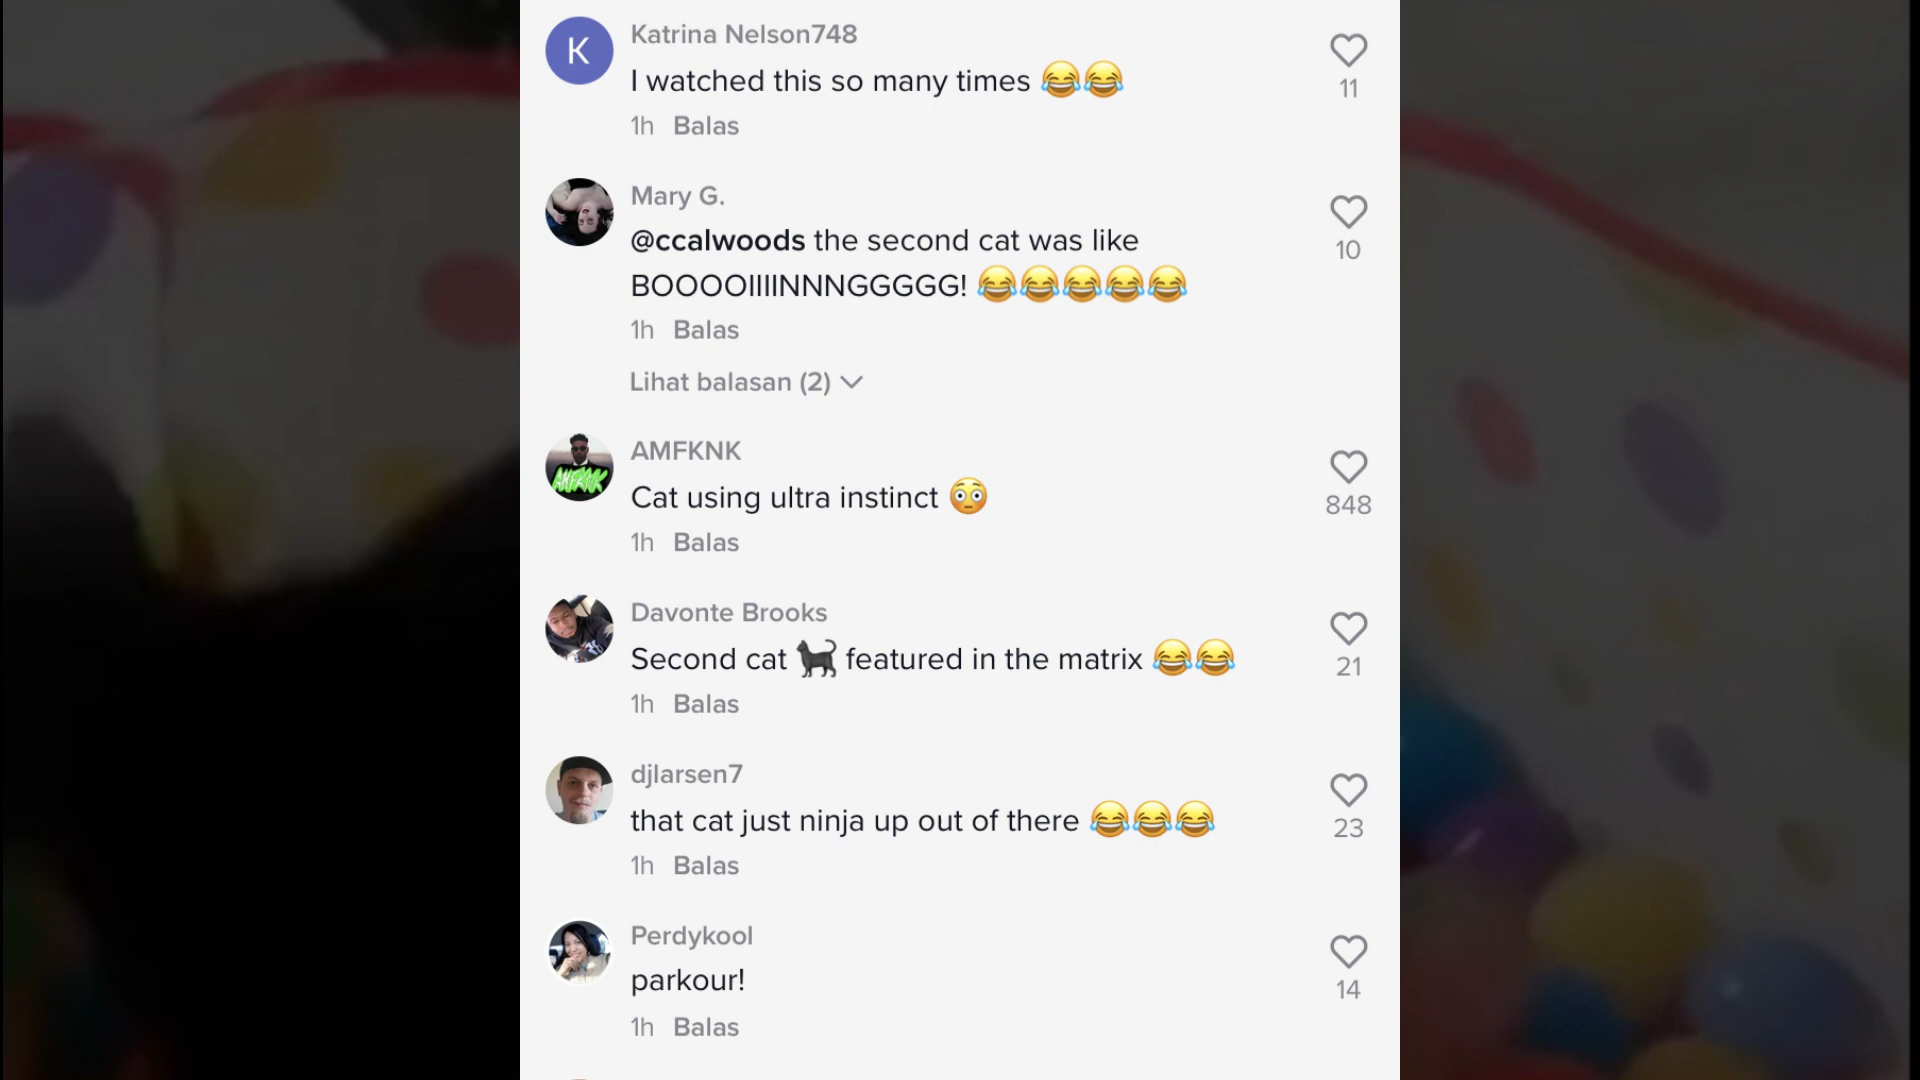 K
Katrina Nelson748
I watched this so many times 😂😂
11
1h Balas
Mary G.
@ccalwoods the second cat was like
BOOOOIIIINNNGGGGG! 😂😂😂😂😂
10
1h Balas
Lihat balasan (2)
AMFKNK
AMFKNK
Cat using ultra instinct 😳
848
1h Balas
Davonte Brooks
Second cat 🐈‍⬛ featured in the matrix 😂😂
21
1h Balas
djlarsen7
that cat just ninja up out of there 😂😂😂
23
1h Balas
Perdykool
parkour!
14
1h Balas